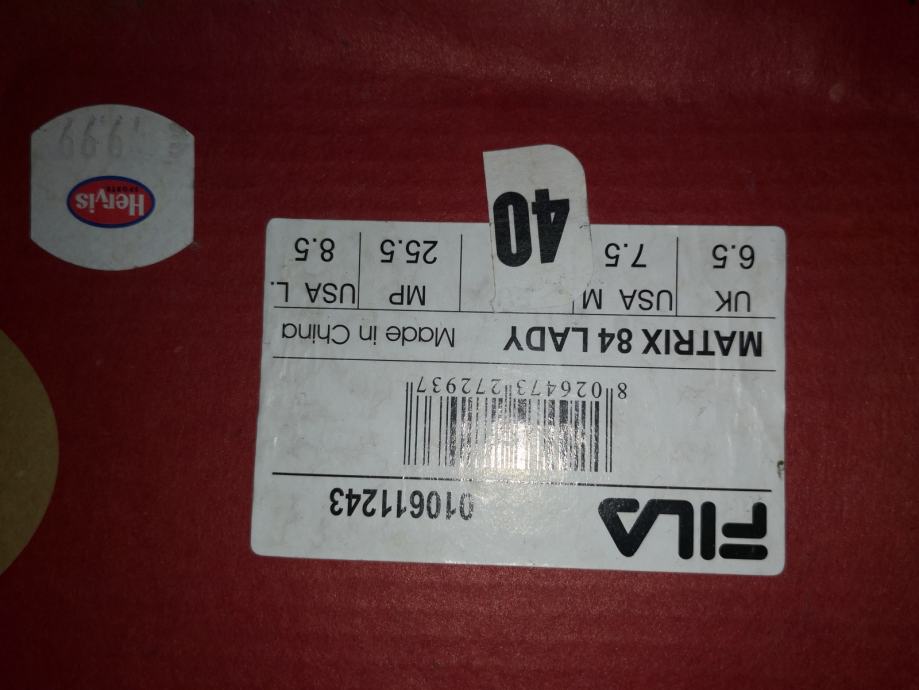 FILA
010611243
8 026473 272937
MATRIX 84 LADY Made in China
UK USA M MP USA L.
6.5 7.5 25.5 8.5
40
Hervis
SPORTS